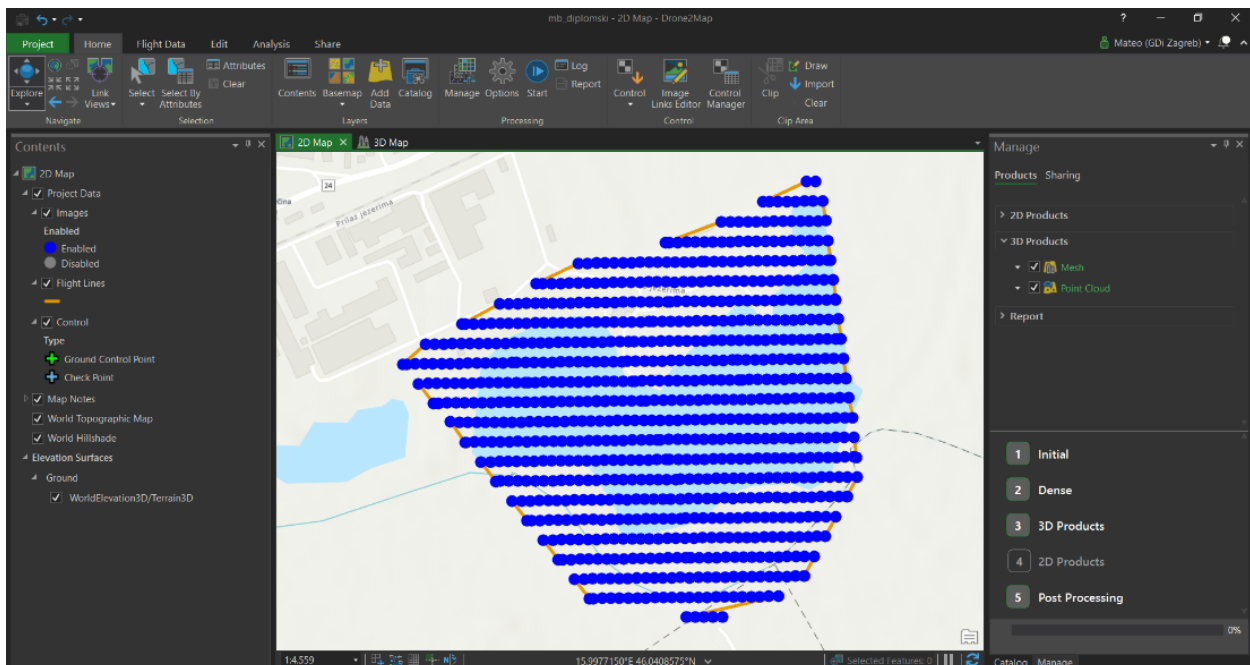 mb_diplomski - 2D Map - Drone2Map
?
Project Home Flight Data Edit Analysis Share
Mateo (GDi Zagreb)
Explore
Link Views
Navigate
Select
Select By Attributes
Attributes
Clear
Selection
Contents
Basemap
Add Data
Catalog
Layers
Manage
Options
Start
Log
Report
Processing
Control
Image Links Editor
Control Manager
Control
Clip
Draw
Import
Clear
Clip Area
Contents
2D Map
Project Data
Images
Enabled
Enabled
Disabled
Flight Lines
Control
Type
Ground Control Point
Check Point
Map Notes
World Topographic Map
World Hillshade
Elevation Surfaces
Ground
WorldElevation3D/Terrain3D
2D Map 3D Map
24
Prilaz jezerima
1:4.559
15.9977150°E 46.0408575°N
Selected Features: 0
Manage
Products Sharing
2D Products
3D Products
Mesh
Point Cloud
Report
1 Initial
2 Dense
3 3D Products
4 2D Products
5 Post Processing
0%
Catalog Manage